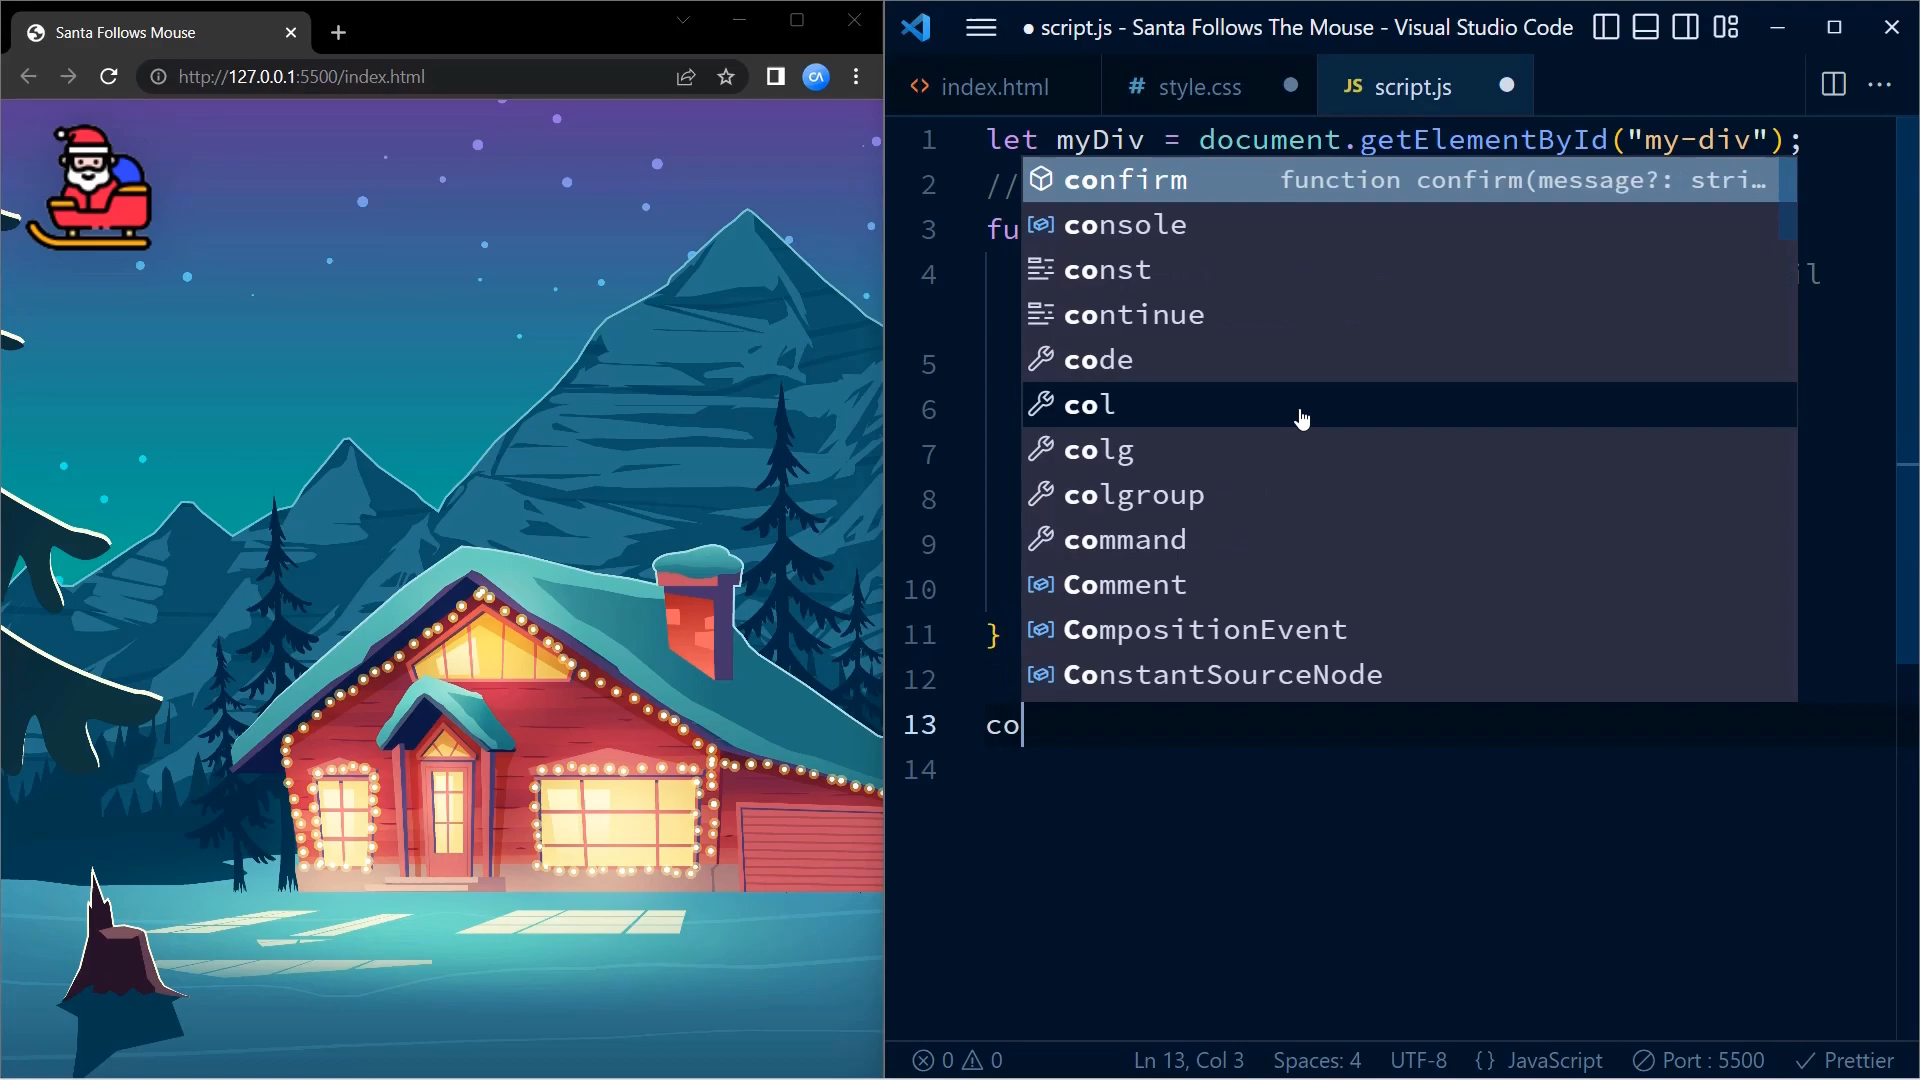 Santa Follows Mouse
http://127.0.0.1:5500/index.html
CA
● script.js - Santa Follows The Mouse - Visual Studio Code
<> index.html
# style.css
JS script.js
1 let myDiv = document.getElementById("my-div");
2 //
confirm function confirm(message?: stri…
console
3 fu
const
4
continue
code
5
col
6
colg
7
colgroup
8
command
9
Comment
10
CompositionEvent
11 }
ConstantSourceNode
12
13 co
14
0 0
Ln 13, Col 3 Spaces: 4 UTF-8 {} JavaScript Port : 5500 Prettier